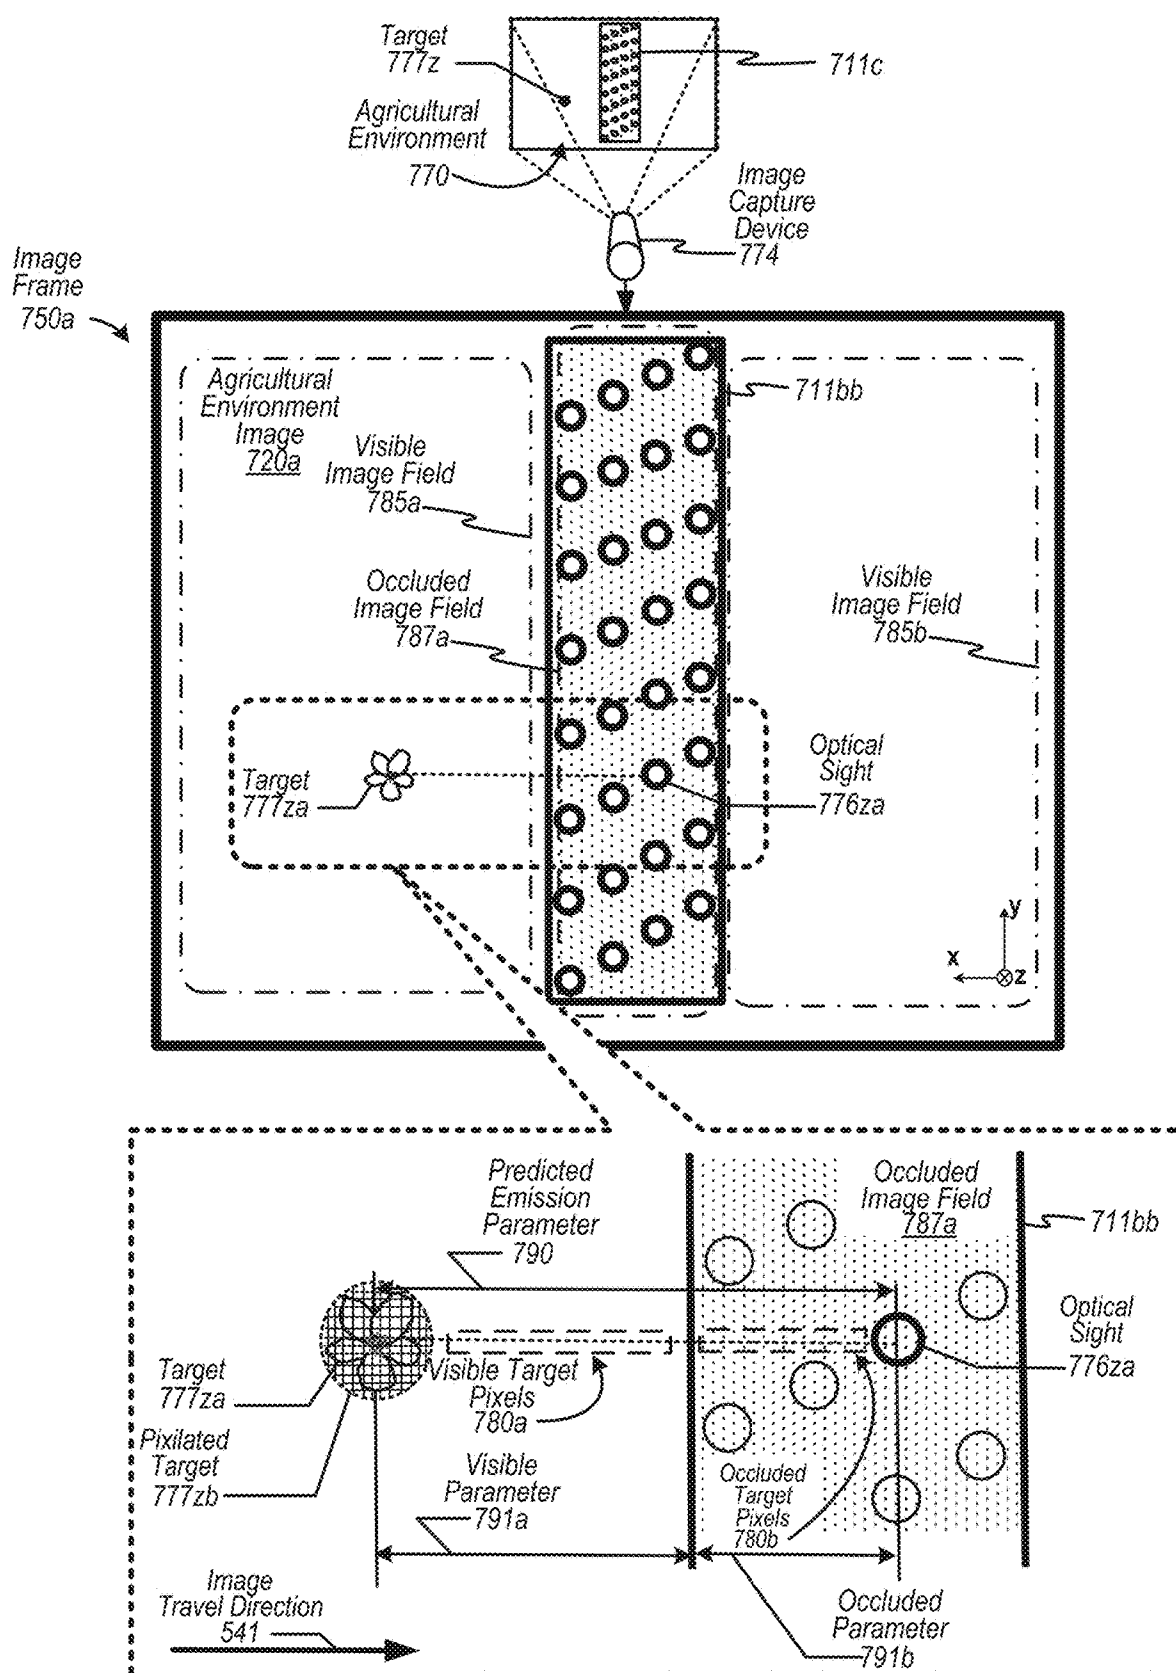 Target
777z
711c
Agricultural
Environment
770
Image
Capture
Device
774
Image
Frame
750a
Agricultural
Environment
Image
720a
711bb
Visible
Image Field
785a
Occluded
Image Field
787a
Visible
Image Field
785b
Target
777za
Optical
Sight
776za
y
x
z
Predicted
Emission
Parameter
790
Occluded
Image Field
787a
711bb
Optical
Sight
776za
Target
777za
Visible Target
Pixels
780a
Pixilated
Target
777zb
Visible
Parameter
791a
Occluded
Target
Pixels
780b
Image
Travel Direction
541
Occluded
Parameter
791b